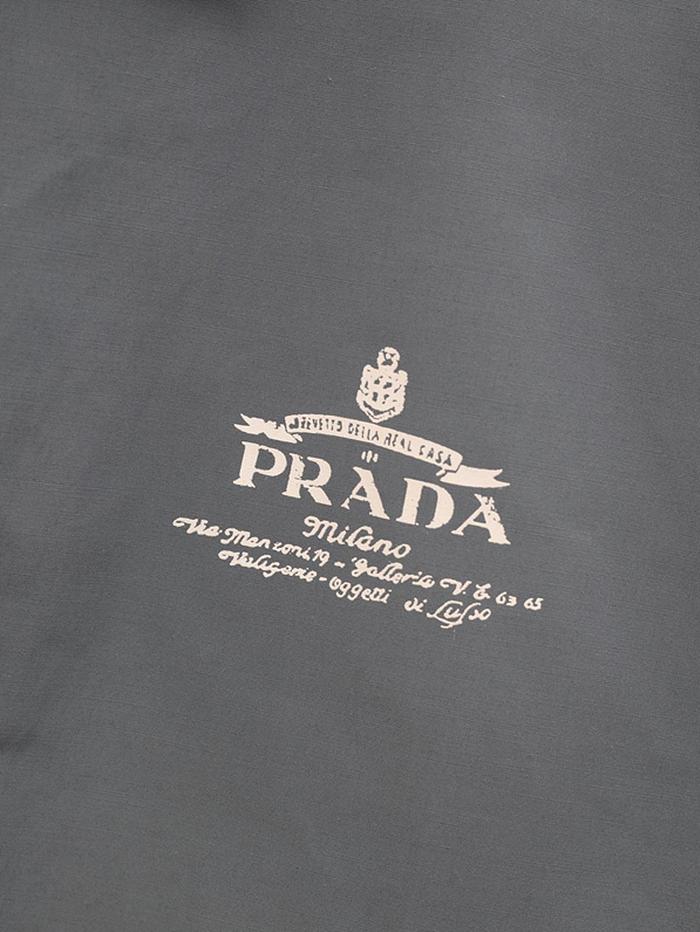 BREVETTO DELLA REAL CASA
PRADA
Milano
Via Manzoni, 19 - Galleria V. E. 63 65
Valigerie - Oggetti di Lusso